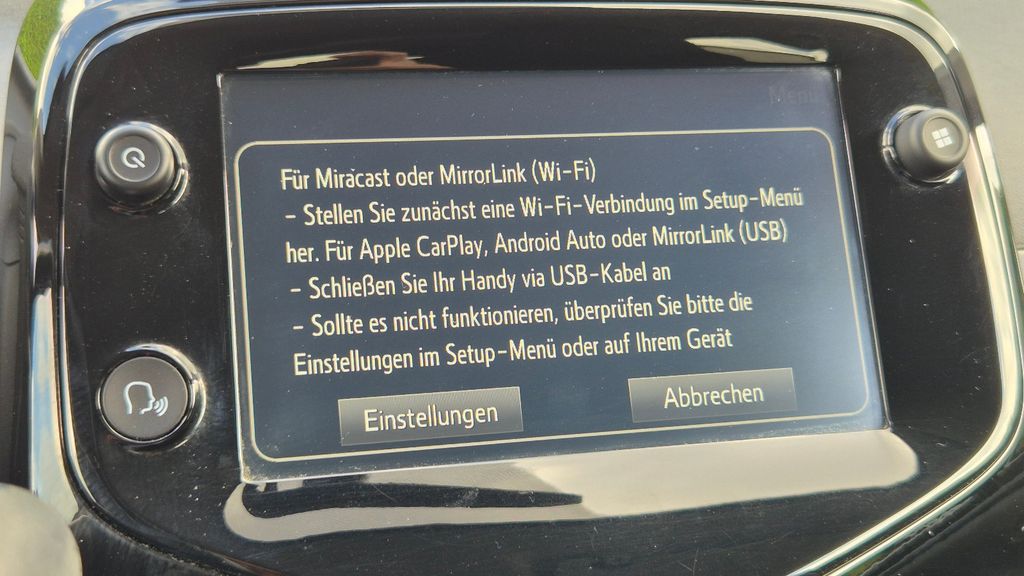 Menü
Für Miracast oder MirrorLink (Wi-Fi)
- Stellen Sie zunächst eine Wi-Fi-Verbindung im Setup-Menü
her. Für Apple CarPlay, Android Auto oder MirrorLink (USB)
- Schließen Sie Ihr Handy via USB-Kabel an
- Sollte es nicht funktionieren, überprüfen Sie bitte die
Einstellungen im Setup-Menü oder auf Ihrem Gerät
Einstellungen
Abbrechen